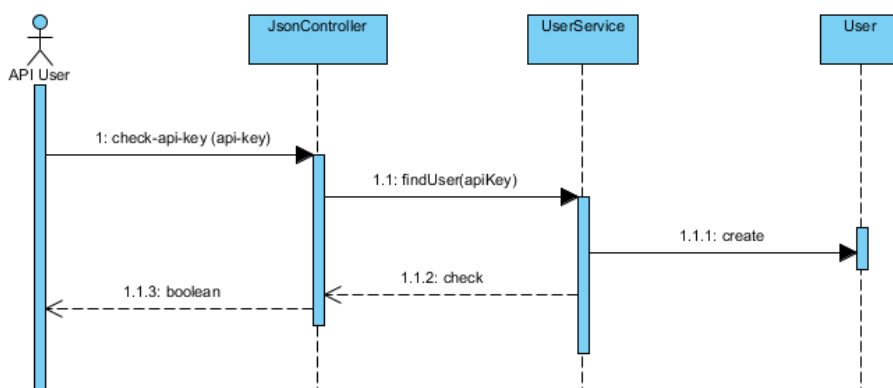 JsonController
UserService
User
API User
1: check-api-key (api-key)
1.1: findUser(apiKey)
1.1.1: create
1.1.2: check
1.1.3: boolean